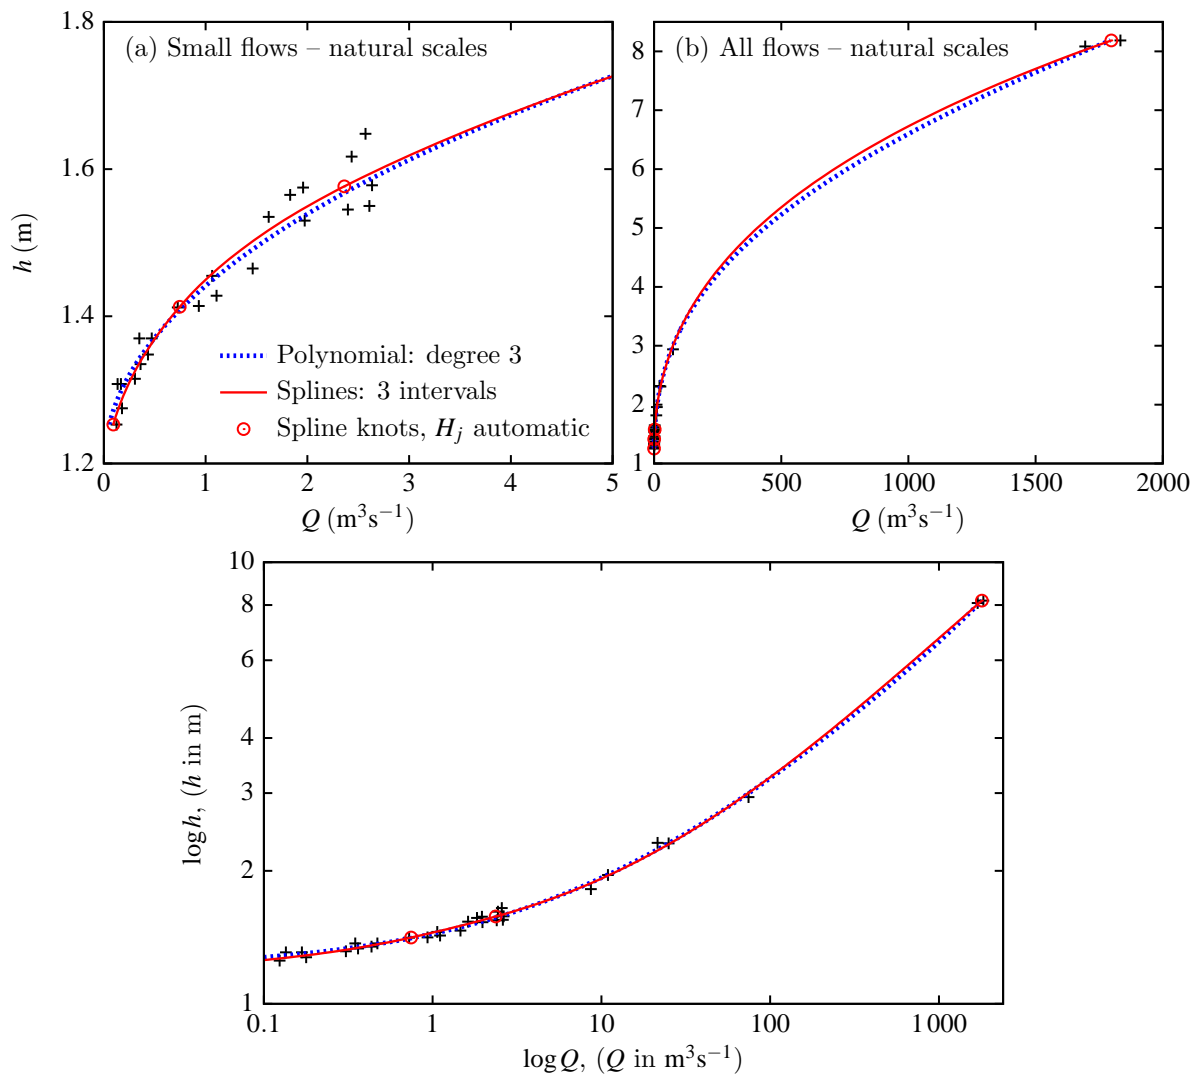 (a) Small flows – natural scales
h (m)
1.8
1.6
1.4
1.2
Polynomial: degree 3
Splines: 3 intervals
Spline knots, H_j automatic
0 1 2 3 4 5
Q (m³s⁻¹)
(b) All flows – natural scales
8
7
6
5
4
3
2
1
0 500 1000 1500 2000
Q (m³s⁻¹)
log h, (h in m)
10
8
6
4
3
2
1
0.1 1 10 100 1 000
log Q, (Q in m³s⁻¹)